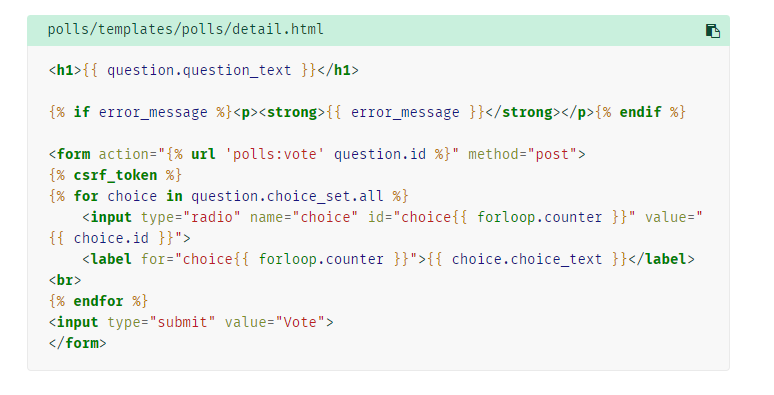 polls/templates/polls/detail.html
<h1>{{ question.question_text }}</h1>
{% if error_message %}<p><strong>{{ error_message }}</strong></p>{% endif %}
<form action="{% url 'polls:vote' question.id %}" method="post">
{% csrf_token %}
{% for choice in question.choice_set.all %}
    <input type="radio" name="choice" id="choice{{ forloop.counter }}" value="
{{ choice.id }}">
    <label for="choice{{ forloop.counter }}">{{ choice.choice_text }}</label>
<br>
{% endfor %}
<input type="submit" value="Vote">
</form>